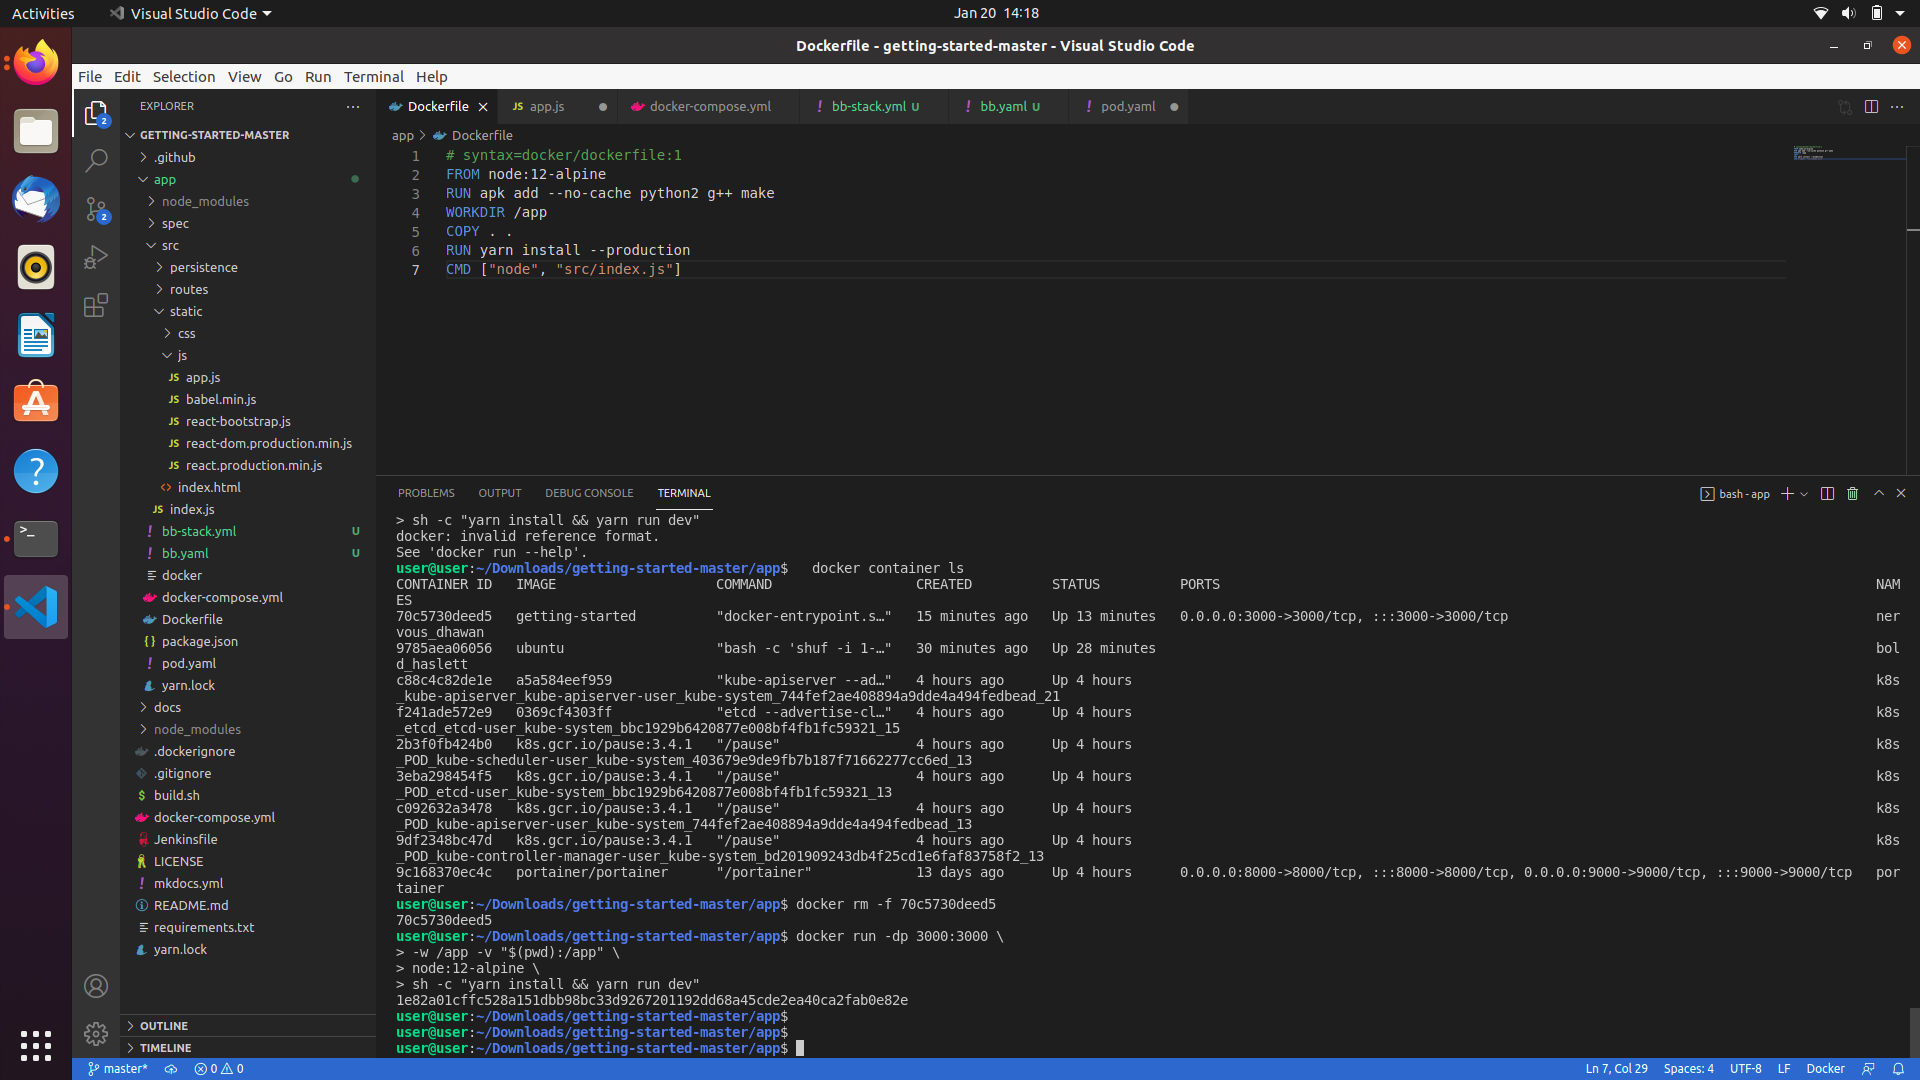 Activities
Visual Studio Code
Jan 20 14:18
Dockerfile - getting-started-master - Visual Studio Code
File Edit Selection View Go Run Terminal Help
EXPLORER
GETTING-STARTED-MASTER
.github
app
node_modules
spec
src
persistence
routes
static
css
js
JS app.js
JS babel.min.js
JS react-bootstrap.js
JS react-dom.production.min.js
JS react.production.min.js
<> index.html
JS index.js
! bb-stack.yml U
! bb.yaml U
docker
docker-compose.yml
Dockerfile
{} package.json
! pod.yaml
yarn.lock
docs
node_modules
.dockerignore
.gitignore
$ build.sh
docker-compose.yml
Jenkinsfile
LICENSE
! mkdocs.yml
README.md
requirements.txt
yarn.lock
OUTLINE
TIMELINE
2
2
Dockerfile
JS app.js
docker-compose.yml
! bb-stack.yml U
! bb.yaml U
! pod.yaml
app > Dockerfile
1 # syntax=docker/dockerfile:1
2 FROM node:12-alpine
3 RUN apk add --no-cache python2 g++ make
4 WORKDIR /app
5 COPY . .
6 RUN yarn install --production
7 CMD ["node", "src/index.js"]
PROBLEMS OUTPUT DEBUG CONSOLE TERMINAL
bash - app
> sh -c "yarn install && yarn run dev"
docker: invalid reference format.
See 'docker run --help'.
user@user:~/Downloads/getting-started-master/app$   docker container ls
CONTAINER ID   IMAGE   COMMAND   CREATED   STATUS   PORTS   NAM
ES
70c5730deed5   getting-started   "docker-entrypoint.s…"   15 minutes ago   Up 13 minutes   0.0.0.0:3000->3000/tcp, :::3000->3000/tcp   ner
vous_dhawan
9785aea06056   ubuntu   "bash -c 'shuf -i 1-…"   30 minutes ago   Up 28 minutes   bol
d_haslett
c88c4c82de1e   a5a584eef959   "kube-apiserver --ad…"   4 hours ago   Up 4 hours   k8s
_kube-apiserver_kube-apiserver-user_kube-system_744fef2ae408894a9dde4a494fedbead_21
f241ade572e9   0369cf4303ff   "etcd --advertise-cl…"   4 hours ago   Up 4 hours   k8s
_etcd_etcd-user_kube-system_bbc1929b6420877e008bf4fb1fc59321_15
2b3f0fb424b0   k8s.gcr.io/pause:3.4.1   "/pause"   4 hours ago   Up 4 hours   k8s
_POD_kube-scheduler-user_kube-system_403679e9de9fb7b187f71662277cc6ed_13
3eba298454f5   k8s.gcr.io/pause:3.4.1   "/pause"   4 hours ago   Up 4 hours   k8s
_POD_etcd-user_kube-system_bbc1929b6420877e008bf4fb1fc59321_13
c092632a3478   k8s.gcr.io/pause:3.4.1   "/pause"   4 hours ago   Up 4 hours   k8s
_POD_kube-apiserver-user_kube-system_744fef2ae408894a9dde4a494fedbead_13
9df2348bc47d   k8s.gcr.io/pause:3.4.1   "/pause"   4 hours ago   Up 4 hours   k8s
_POD_kube-controller-manager-user_kube-system_bd201909243db4f25cd1e6faf83758f2_13
9c168370ec4c   portainer/portainer   "/portainer"   13 days ago   Up 4 hours   0.0.0.0:8000->8000/tcp, :::8000->8000/tcp, 0.0.0.0:9000->9000/tcp, :::9000->9000/tcp   por
tainer
user@user:~/Downloads/getting-started-master/app$ docker rm -f 70c5730deed5
70c5730deed5
user@user:~/Downloads/getting-started-master/app$ docker run -dp 3000:3000 \
> -w /app -v "$(pwd):/app" \
> node:12-alpine \
> sh -c "yarn install && yarn run dev"
1e82a01cffc528a151dbb98bc33d9267201192dd68a45cde2ea40ca2fab0e82e
user@user:~/Downloads/getting-started-master/app$
user@user:~/Downloads/getting-started-master/app$
user@user:~/Downloads/getting-started-master/app$
master* 0 0
Ln 7, Col 29 Spaces: 4 UTF-8 LF Docker